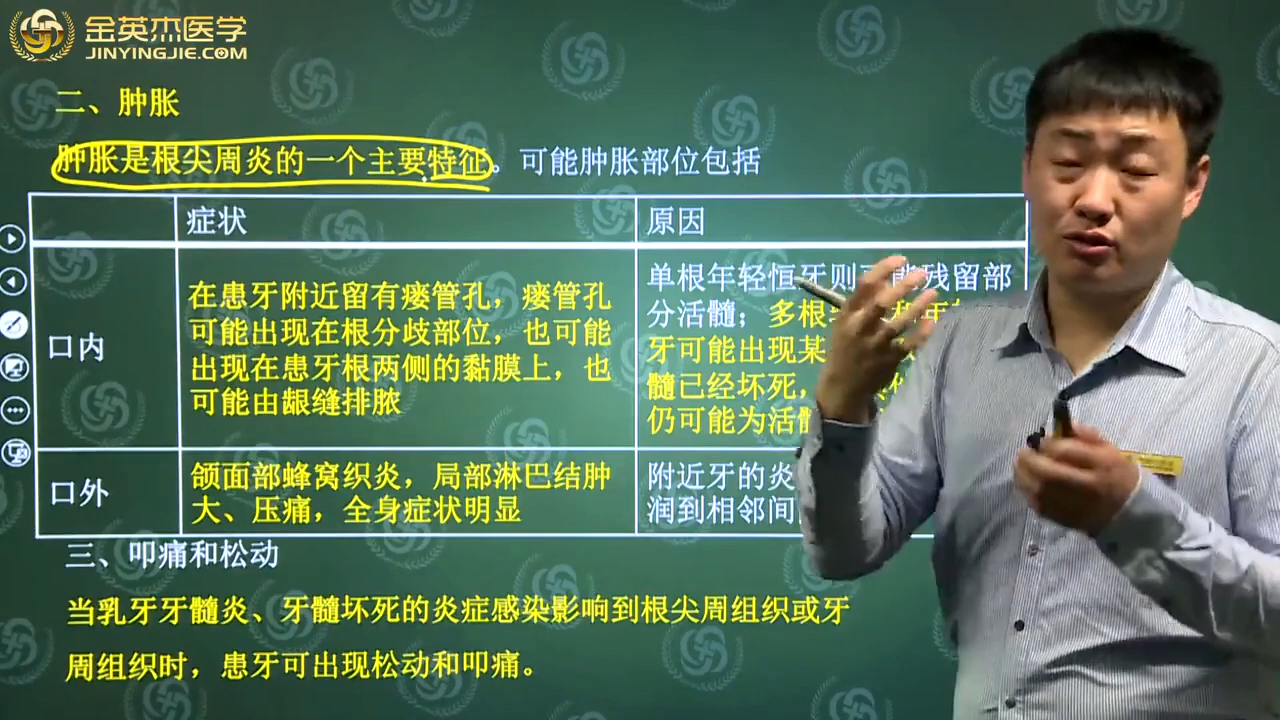 金英杰医学
JINYINGJIE.COM
二、肿胀
肿胀是根尖周炎的一个主要特征。可能肿胀部位包括
症状
原因
口内
在患牙附近留有瘘管孔，瘘管孔
可能出现在根分歧部位，也可能
出现在患牙根两侧的黏膜上，也
可能由龈缝排脓
单根年轻恒牙则可能残留部
分活髓；多根
牙可能出现某
髓已经坏死，
仍可能为活髓
口外
颌面部蜂窝织炎，局部淋巴结肿
大、压痛，全身症状明显
附近牙的炎
润到相邻间
三、叩痛和松动
当乳牙牙髓炎、牙髓坏死的炎症感染影响到根尖周组织或牙
周组织时，患牙可出现松动和叩痛。